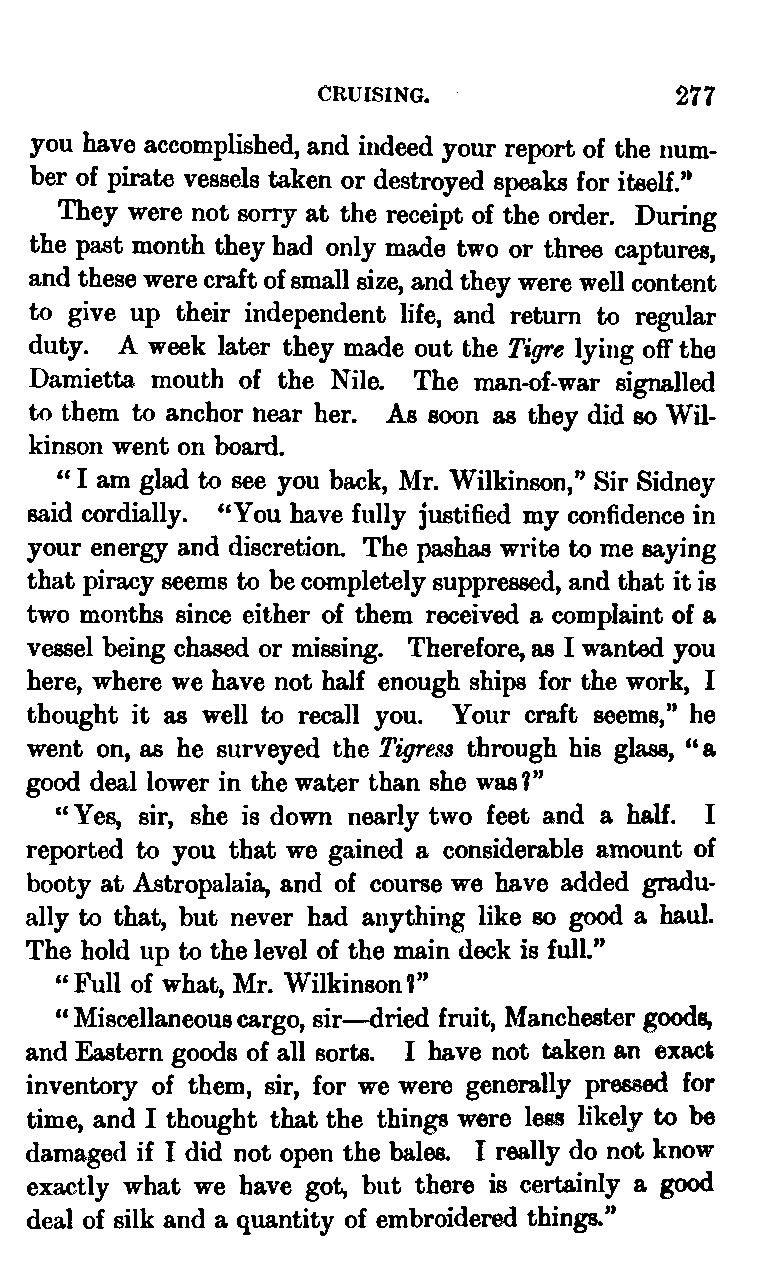 CRUISING. 277
you have accomplished, and indeed your report of the num-
ber of pirate vessels taken or destroyed speaks for itself."
They were not sorry at the receipt of the order. During
the past month they had only made two or three captures,
and these were craft of small size, and they were well content
to give up their independent life, and return to regular
duty. A week later they made out the Tigre lying off the
Damietta mouth of the Nile. The man-of-war signalled
to them to anchor near her. As soon as they did so Wil-
kinson went on board.
"I am glad to see you back, Mr. Wilkinson," Sir Sidney
said cordially. "You have fully justified my confidence in
your energy and discretion. The pashas write to me saying
that piracy seems to be completely suppressed, and that it is
two months since either of them received a complaint of a
vessel being chased or missing. Therefore, as I wanted you
here, where we have not half enough ships for the work, I
thought it as well to recall you. Your craft seems," he
went on, as he surveyed the Tigress through his glass, "a
good deal lower in the water than she was?"
"Yes, sir, she is down nearly two feet and a half. I
reported to you that we gained a considerable amount of
booty at Astropalaia, and of course we have added gradu-
ally to that, but never had anything like so good a haul.
The hold up to the level of the main deck is full."
"Full of what, Mr. Wilkinson?"
"Miscellaneous cargo, sir—dried fruit, Manchester goods,
and Eastern goods of all sorts. I have not taken an exact
inventory of them, sir, for we were generally pressed for
time, and I thought that the things were less likely to be
damaged if I did not open the bales. I really do not know
exactly what we have got, but there is certainly a good
deal of silk and a quantity of embroidered things."